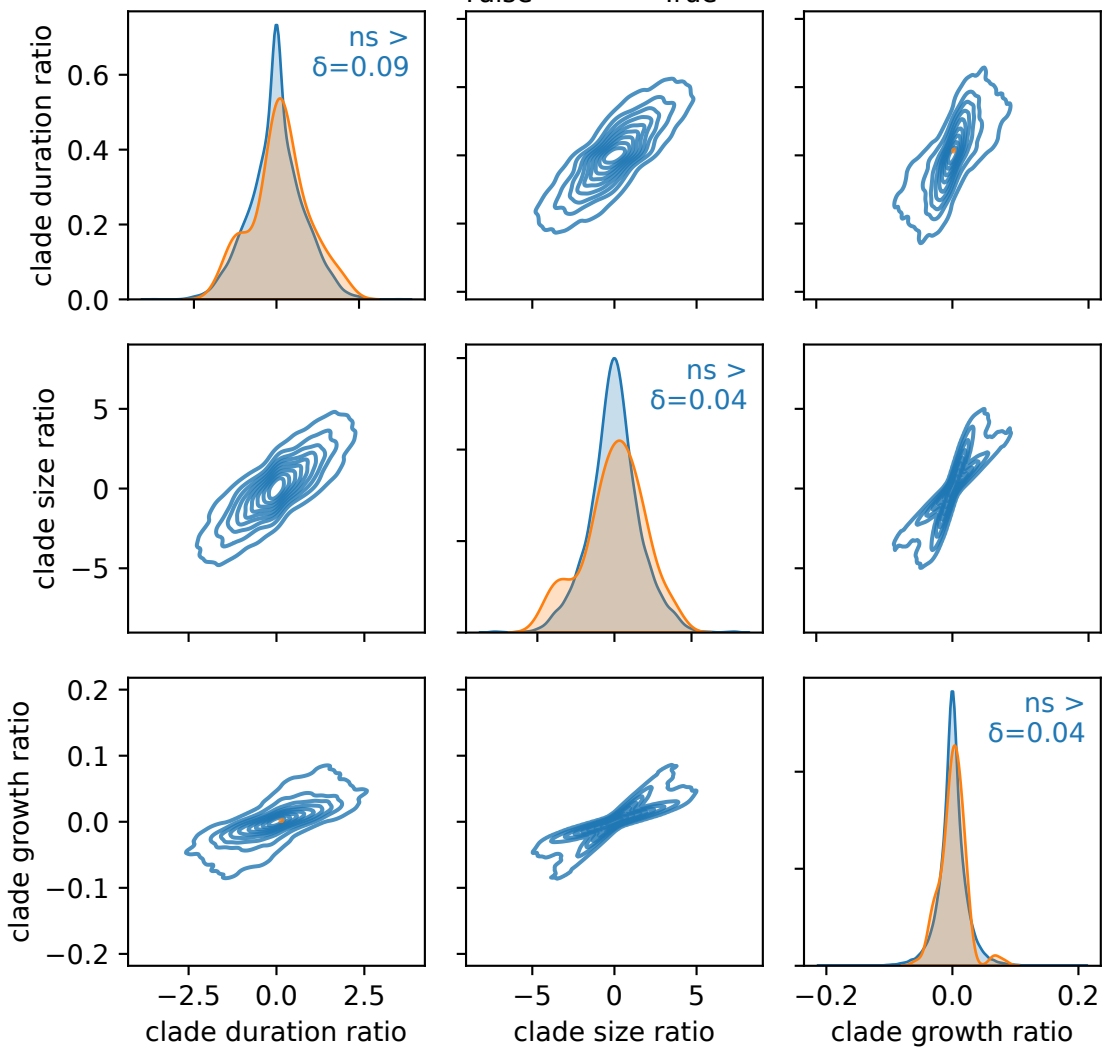 ns >
δ=0.09
clade duration ratio
0.6
0.4
0.2
0.0
ns >
δ=0.04
clade size ratio
5
0
−5
ns >
δ=0.04
clade growth ratio
0.2
0.1
0.0
−0.1
−0.2
−2.5 0.0 2.5
−5 0 5
−0.2 0.0 0.2
clade duration ratio
clade size ratio
clade growth ratio